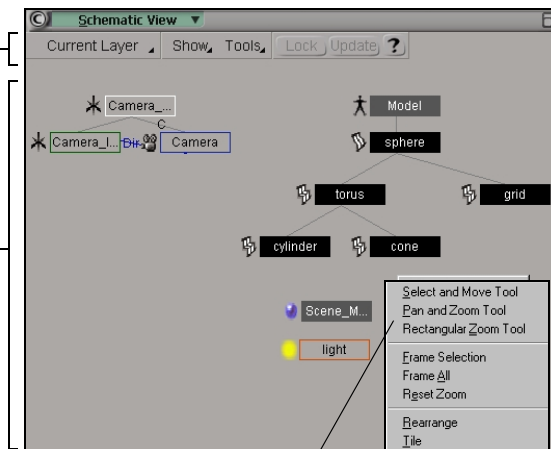 Schematic View
Current Layer Show Tools Lock Update ?
Camera_... Model
C
Camera_I... Dir Camera sphere
torus grid
cylinder cone
Scene_M...
light
Select and Move Tool
Pan and Zoom Tool
Rectangular Zoom Tool
Frame Selection
Frame All
Reset Zoom
Rearrange
Tile